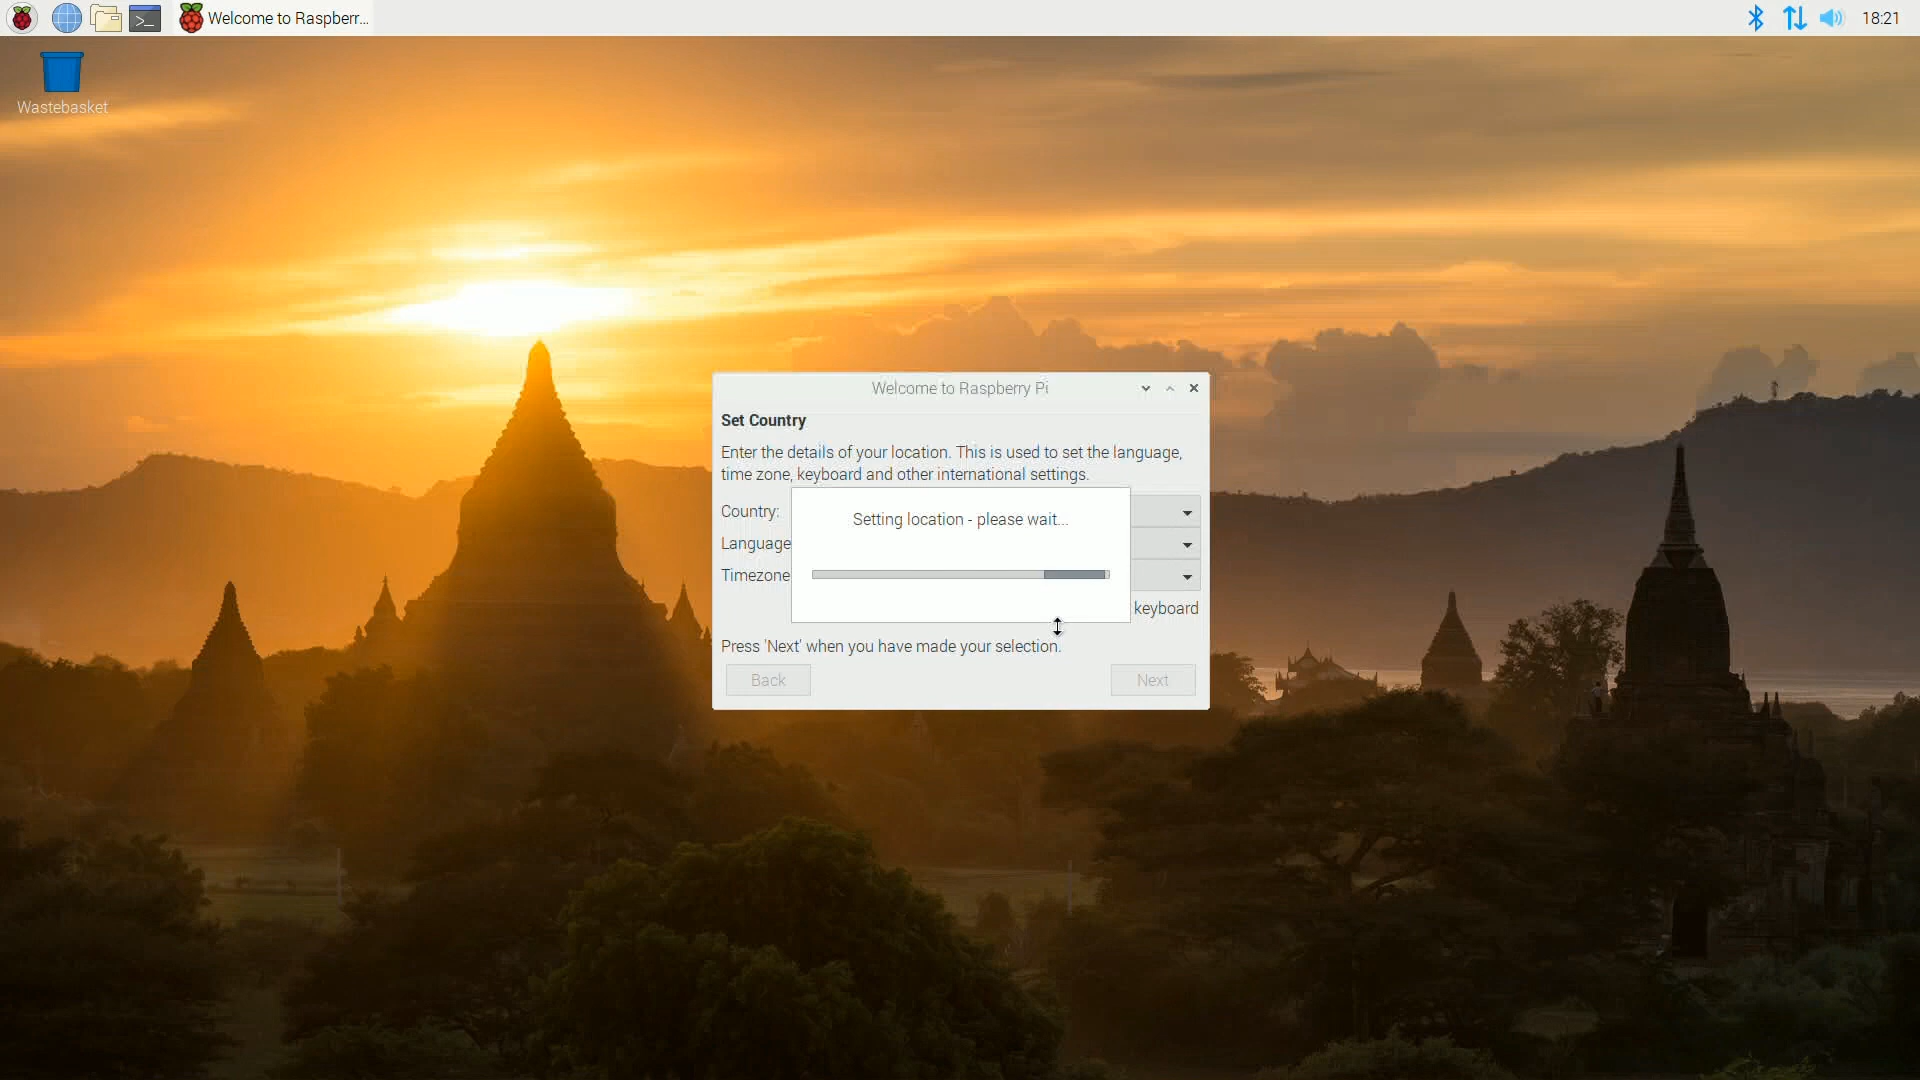 Welcome to Raspberr...
18:21
Wastebasket
Welcome to Raspberry Pi
Set Country
Enter the details of your location. This is used to set the language,
time zone, keyboard and other international settings.
Country:
Setting location - please wait...
Language
Timezone
keyboard
Press 'Next' when you have made your selection.
Back
Next